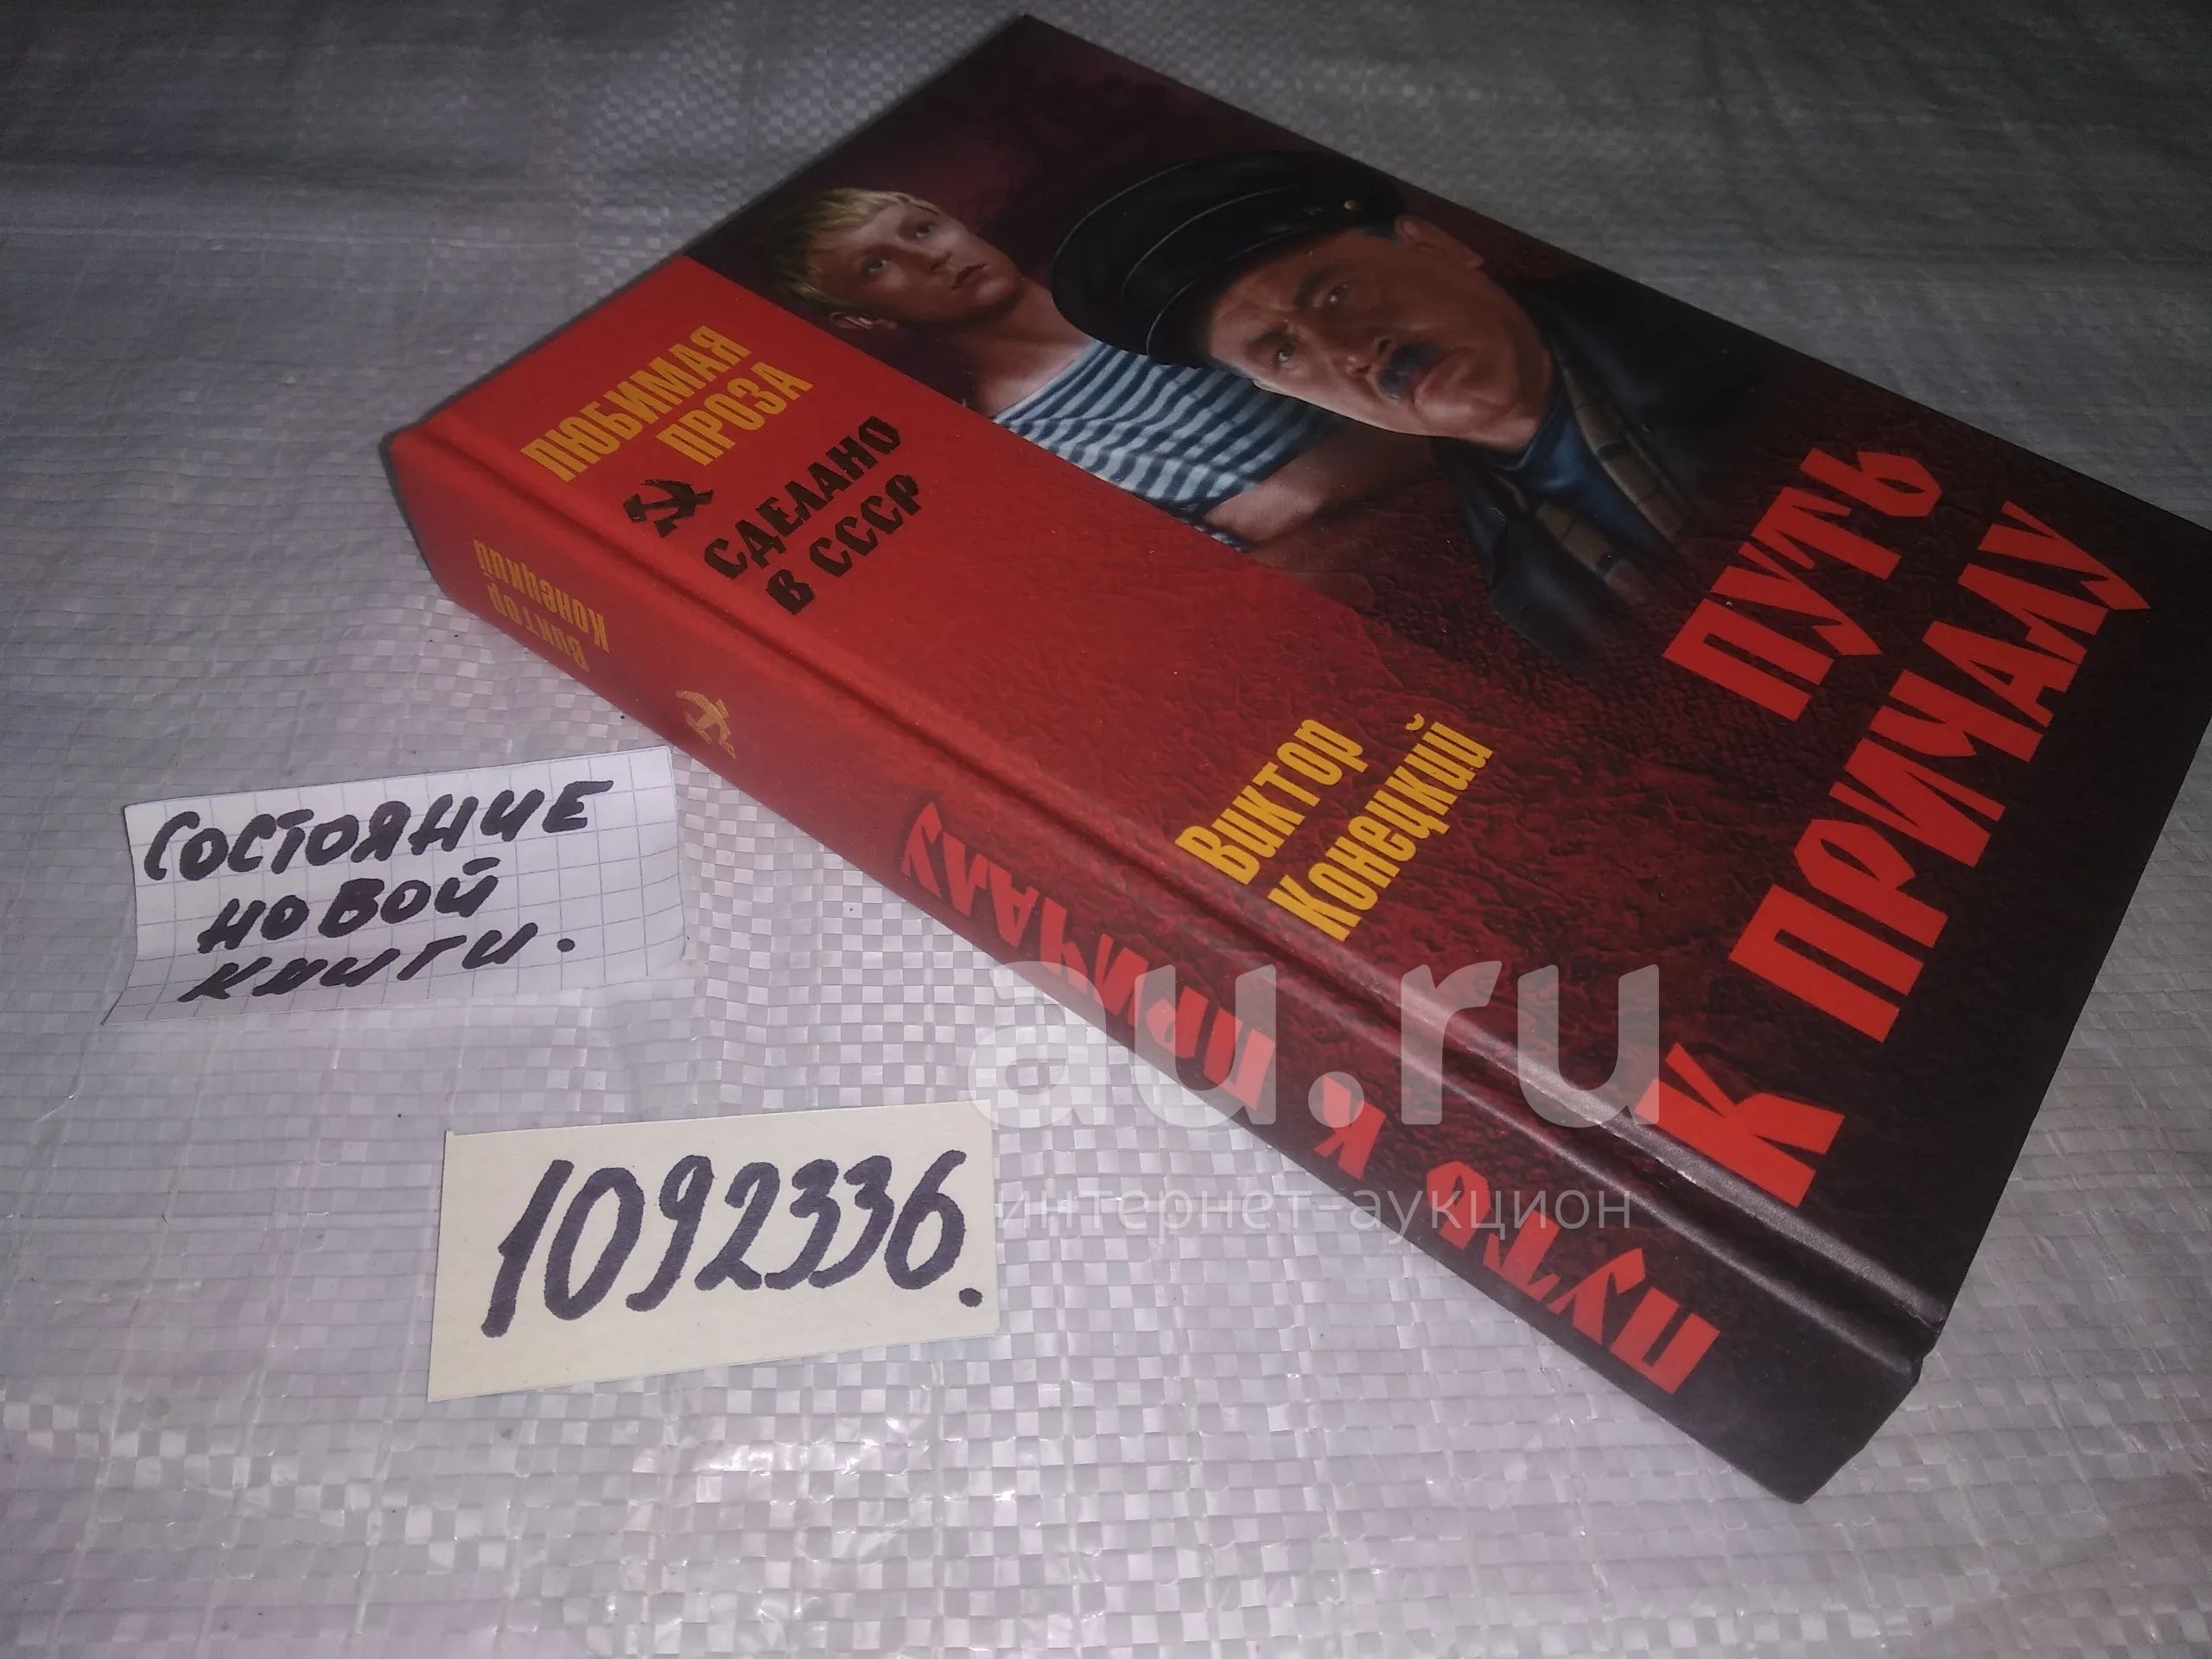 ЛЮБИМАЯ
ПРОЗА
СДЕЛАНО
В СССР
Виктор
Конецкий
ПУТЬ
К ПРИЧАЛУ
Виктор
Конецкий
ПУТЬ К ПРИЧАЛУ
СОСТОЯНИЕ
НОВОЙ
КНИГИ.
1092336.
au.ru
интернет-аукцион